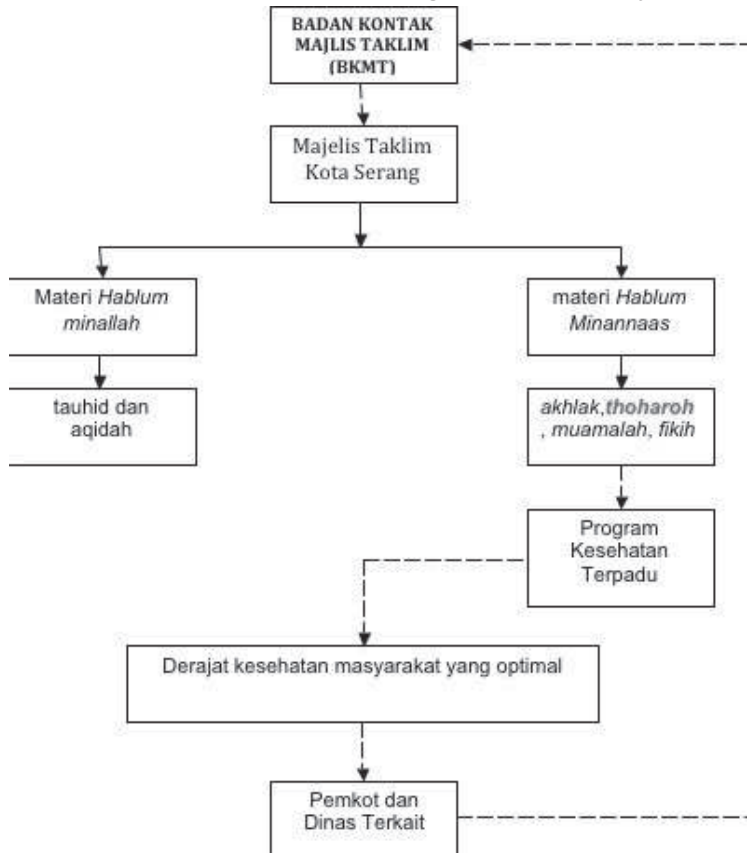 BADAN KONTAK
MAJLIS TAKLIM
(BKMT)
Majelis Taklim
Kota Serang
Materi Hablum
minallah
materi Hablum
Minannaas
tauhid dan
aqidah
akhlak,thoharoh
, muamalah, fikih
Program
Kesehatan
Terpadu
Derajat kesehatan masyarakat yang optimal
Pemkot dan
Dinas Terkait